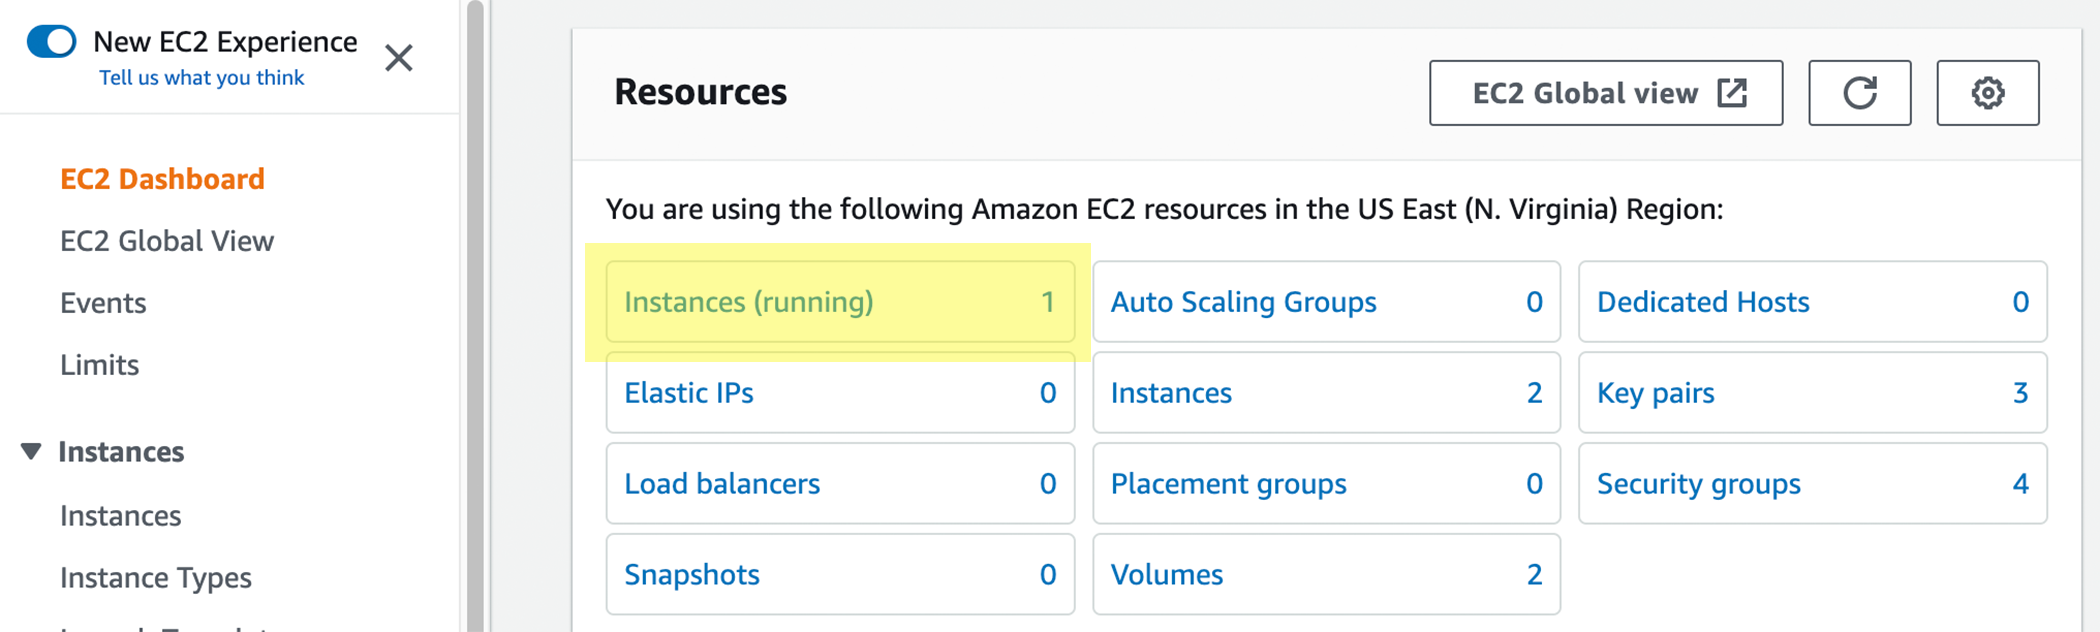 New EC2 Experience
Tell us what you think
EC2 Dashboard
EC2 Global View
Events
Limits
Instances
Instances
Instance Types
Resources
EC2 Global view
You are using the following Amazon EC2 resources in the US East (N. Virginia) Region:
Instances (running) 1
Auto Scaling Groups 0
Dedicated Hosts 0
Elastic IPs 0
Instances 2
Key pairs 3
Load balancers 0
Placement groups 0
Security groups 4
Snapshots 0
Volumes 2